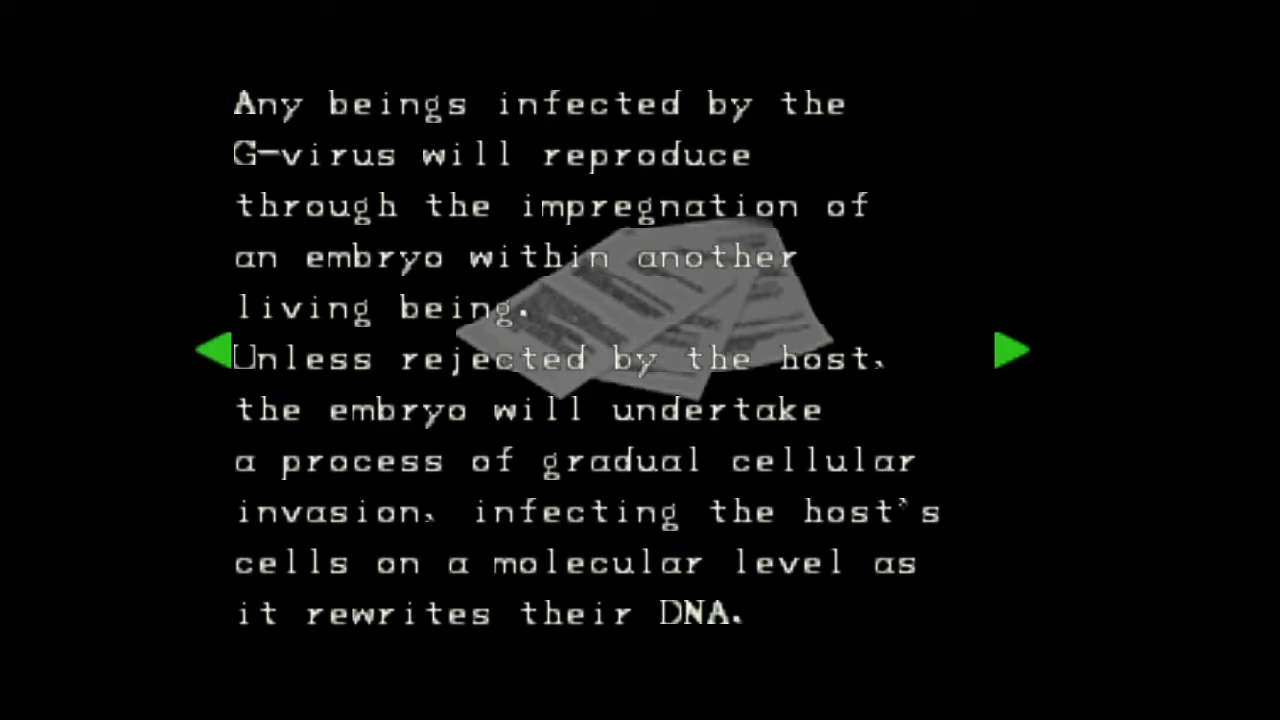 Any beings infected by the
G-virus will reproduce
through the impregnation of
an embryo within another
living being.
Unless rejected by the host,
the embryo will undertake
a process of gradual cellular
invasion, infecting the host's
cells on a molecular level as
it rewrites their DNA.